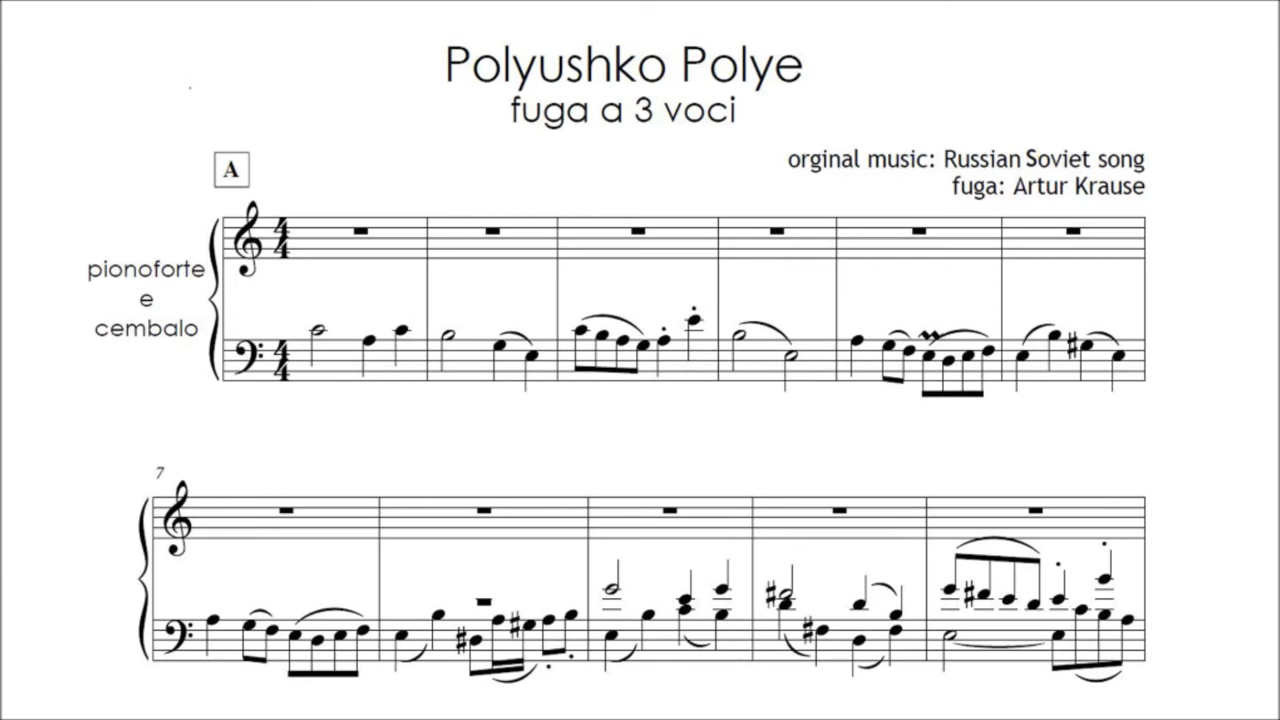 Polyushko Polye
fuga a 3 voci
orginal music: Russian Soviet song
fuga: Artur Krause
A
pionoforte
e
cembalo
7